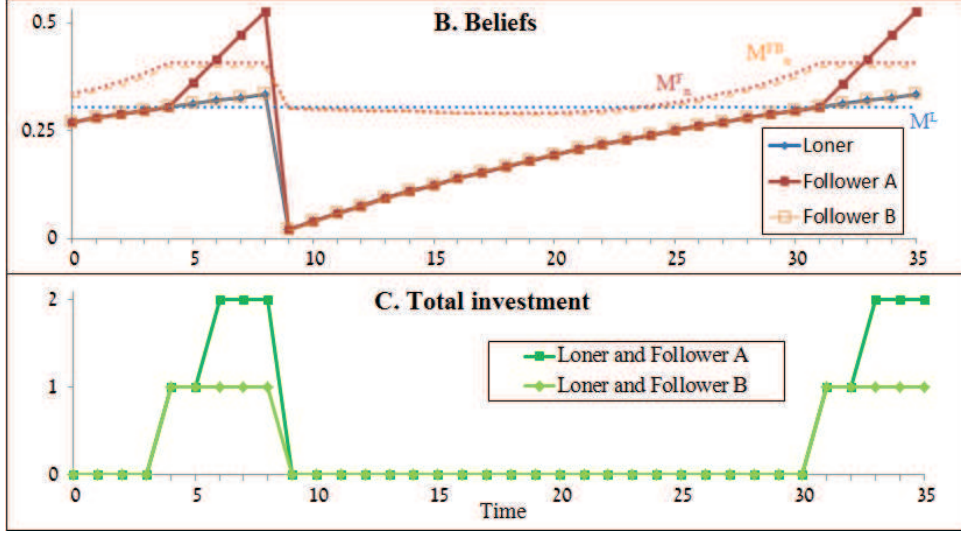 B. Beliefs
0.5
0.25
0
M^F_n
M^FB_n
M^L
Loner
Follower A
Follower B
0 5 10 15 20 25 30 35
C. Total investment
2
1
0
Loner and Follower A
Loner and Follower B
0 5 10 15 20 25 30 35
Time